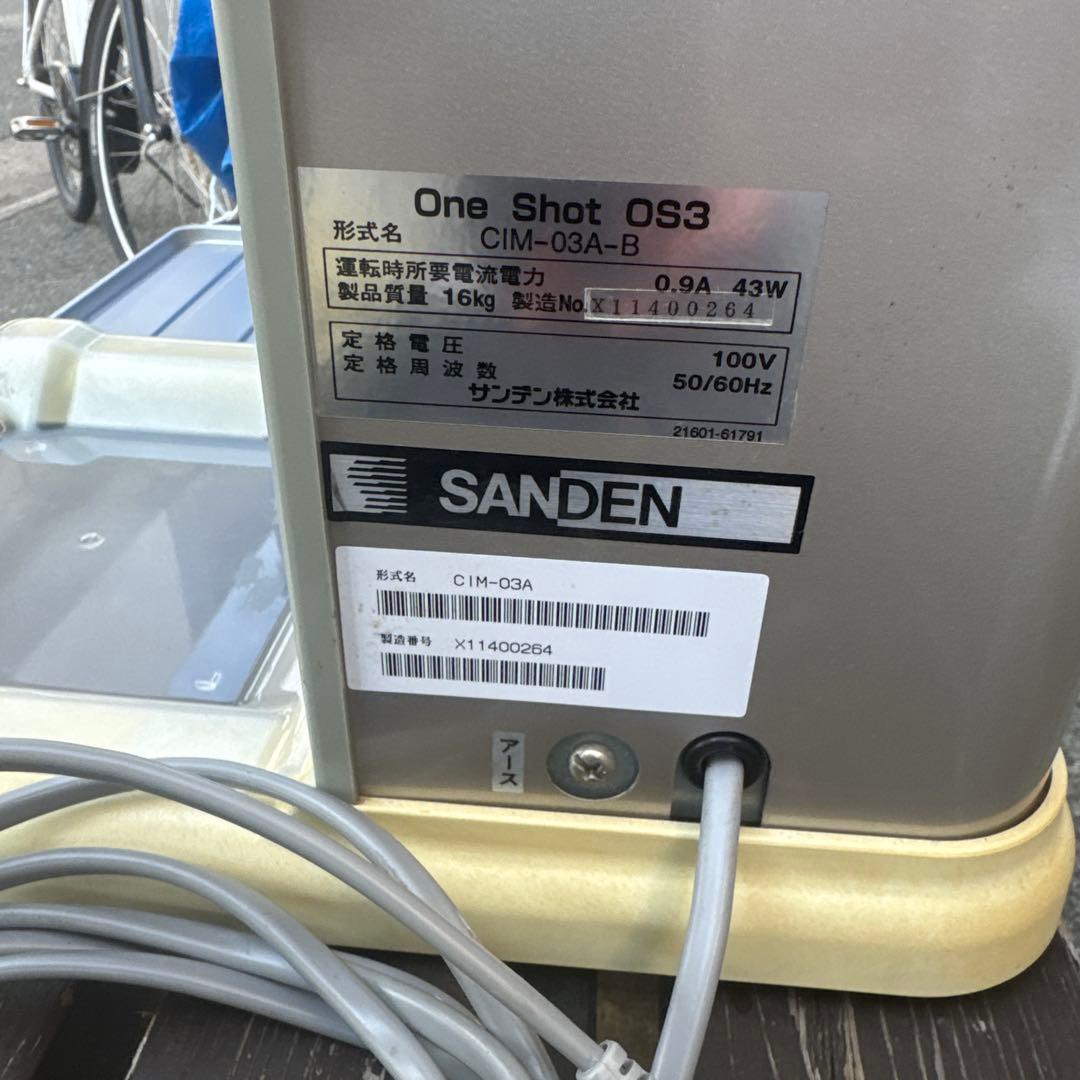 One Shot OS3
形式名 CIM-03A-B
運転時所要電流電力 0.9A 43W
製品質量 16kg 製造No. X11400264
定格電圧 100V
定格周波数 50/60Hz
サンデン株式会社
21601-61791
SANDEN
形式名 CIM-03A
製造番号 X11400264
アース